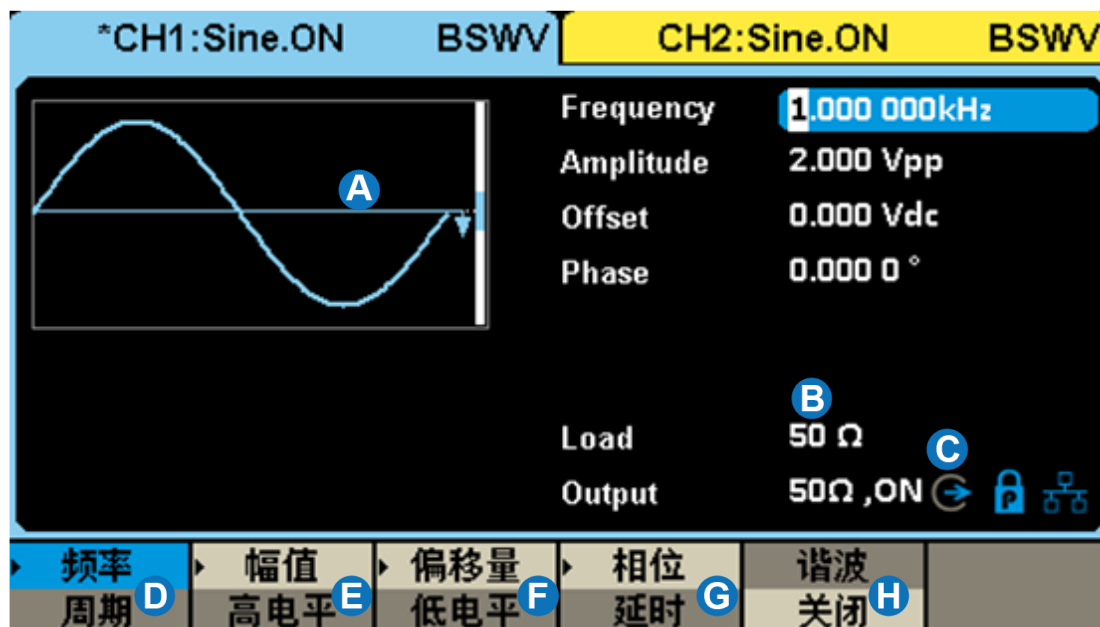 *CH1:Sine.ON BSWV CH2:Sine.ON BSWV
Frequency 1.000 000kHz
A
Amplitude 2.000 Vpp
Offset 0.000 Vdc
Phase 0.000 0 °
B
Load 50 Ω
C
Output 50Ω ,ON
频率 幅值 偏移量 相位 谐波
周期 D 高电平 E 低电平 F 延时 G 关闭 H